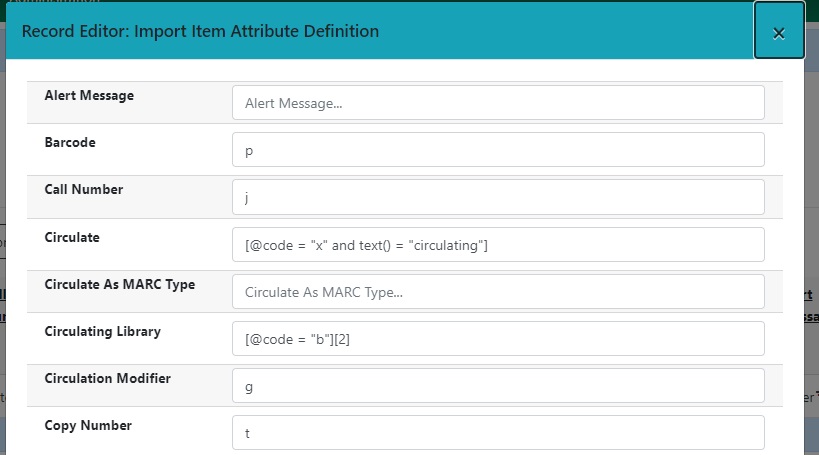 Record Editor: Import Item Attribute Definition
×
Alert Message
Alert Message...
Barcode
p
Call Number
j
Circulate
[@code = "x" and text() = "circulating"]
Circulate As MARC Type
Circulate As MARC Type...
Circulating Library
[@code = "b"][2]
Circulation Modifier
g
Copy Number
t